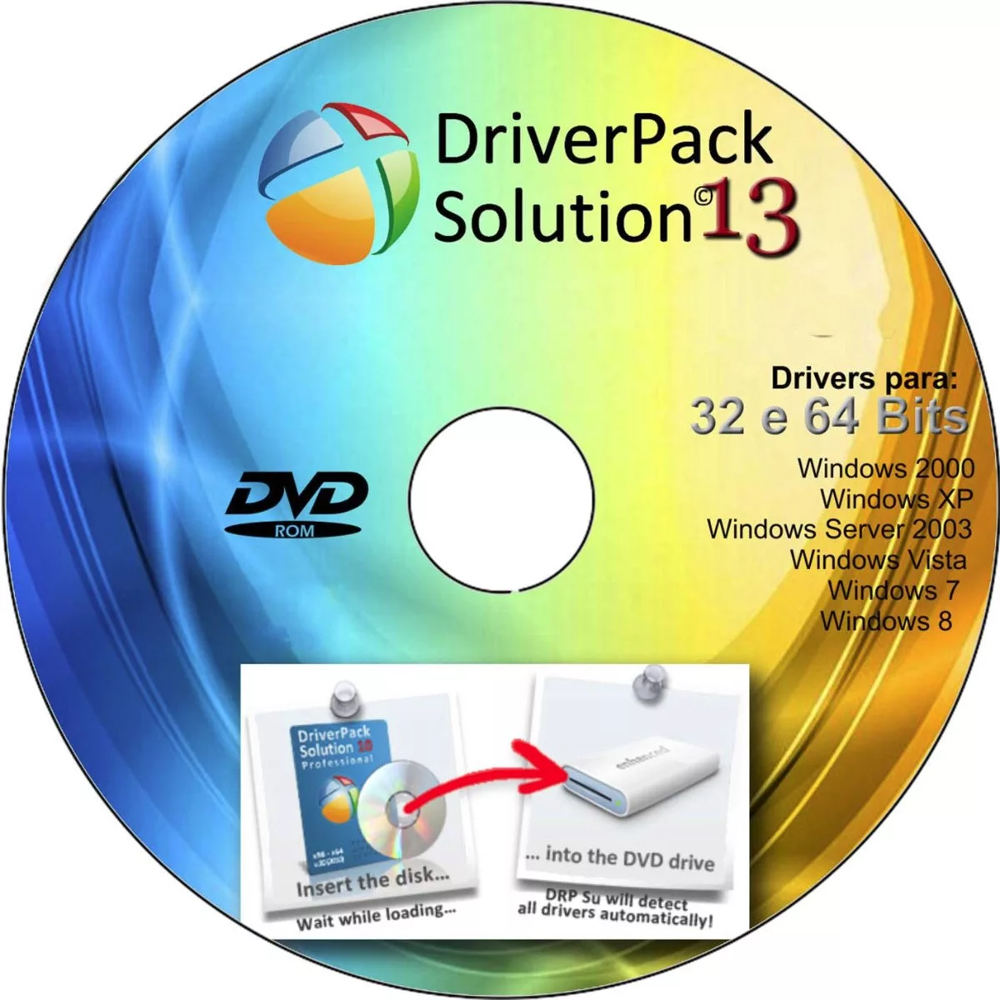 DriverPack
Solution©13
Drivers para:
32 e 64 Bits
Windows 2000
Windows XP
Windows Server 2003
Windows Vista
Windows 7
Windows 8
DVD
ROM
DriverPack
Solution 10
Professional
x86 - x64
Insert the disk...
Wait while loading...
enhanced
... into the DVD drive
DRP Su will detect
all drivers automatically!